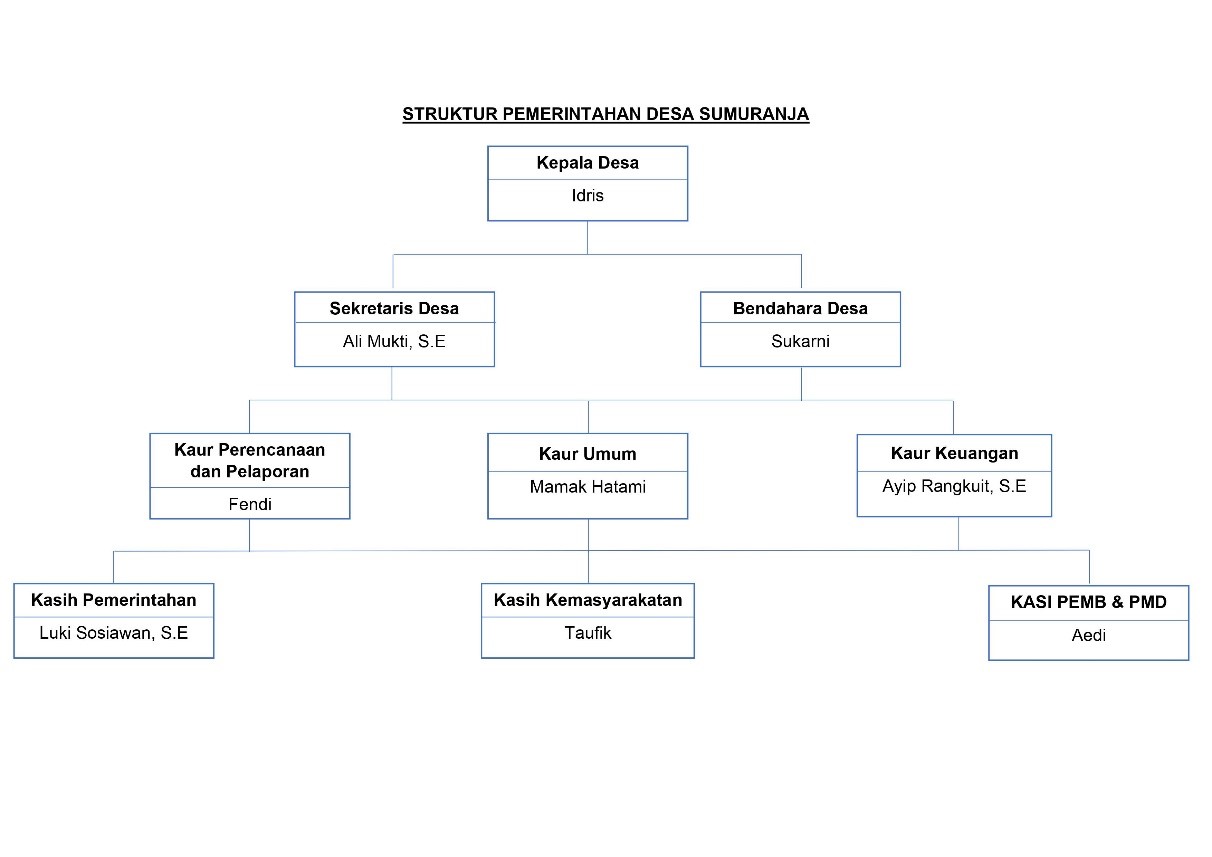 STRUKTUR PEMERINTAHAN DESA SUMURANJA
Kepala Desa
Idris
Sekretaris Desa
Ali Mukti, S.E
Bendahara Desa
Sukarni
Kaur Perencanaan
dan Pelaporan
Fendi
Kaur Umum
Mamak Hatami
Kaur Keuangan
Ayip Rangkuit, S.E
Kasih Pemerintahan
Luki Sosiawan, S.E
Kasih Kemasyarakatan
Taufik
KASI PEMB & PMD
Aedi